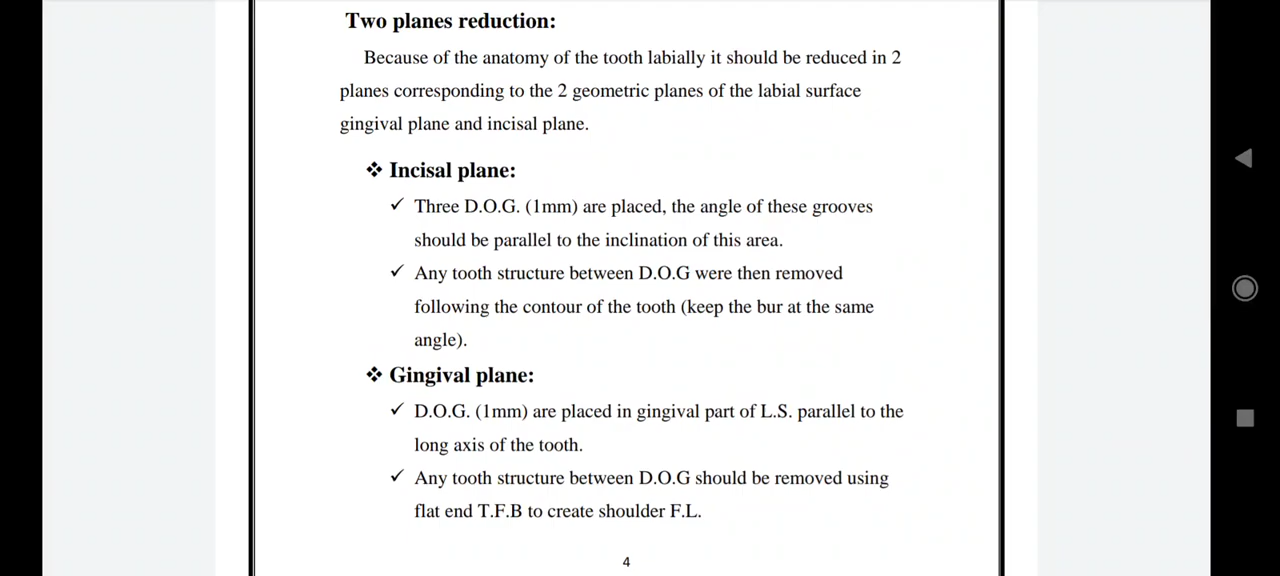 Two planes reduction:
Because of the anatomy of the tooth labially it should be reduced in 2
planes corresponding to the 2 geometric planes of the labial surface
gingival plane and incisal plane.
❖ Incisal plane:
✓ Three D.O.G. (1mm) are placed, the angle of these grooves
should be parallel to the inclination of this area.
✓ Any tooth structure between D.O.G were then removed
following the contour of the tooth (keep the bur at the same
angle).
❖ Gingival plane:
✓ D.O.G. (1mm) are placed in gingival part of L.S. parallel to the
long axis of the tooth.
✓ Any tooth structure between D.O.G should be removed using
flat end T.F.B to create shoulder F.L.
4